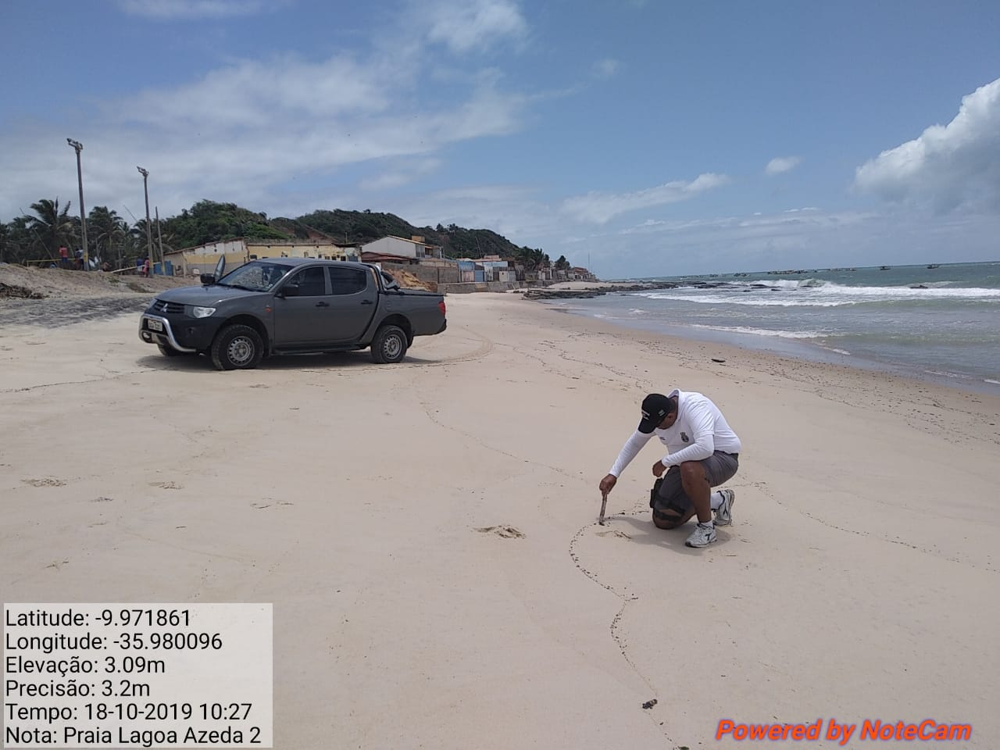 Latitude: -9.971861
Longitude: -35.980096
Elevação: 3.09m
Precisão: 3.2m
Tempo: 18-10-2019 10:27
Nota: Praia Lagoa Azeda 2
Powered by NoteCam